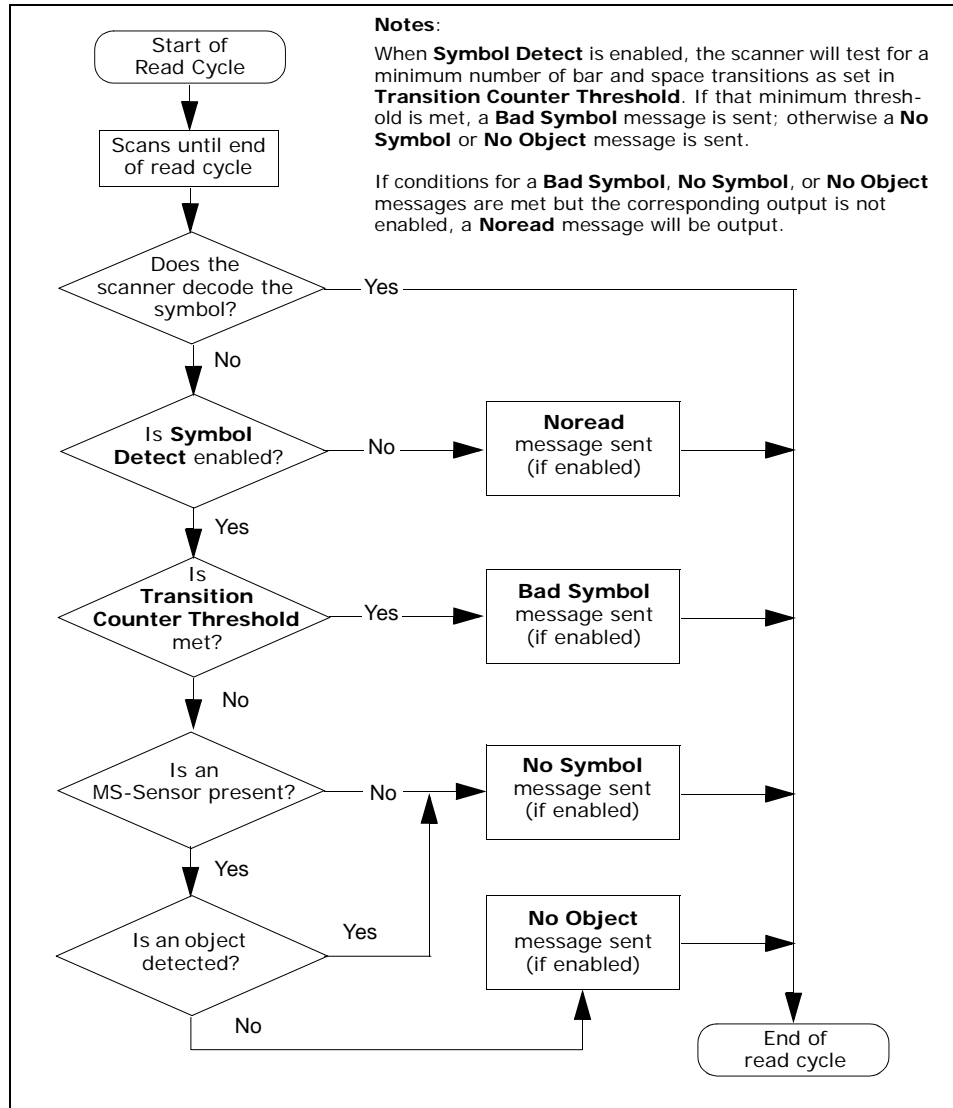 Start of
Read Cycle
Scans until end
of read cycle
Notes:
When Symbol Detect is enabled, the scanner will test for a
minimum number of bar and space transitions as set in
Transition Counter Threshold. If that minimum thresh-
old is met, a Bad Symbol message is sent; otherwise a No
Symbol or No Object message is sent.
If conditions for a Bad Symbol, No Symbol, or No Object
messages are met but the corresponding output is not
enabled, a Noread message will be output.
Does the
scanner decode the
symbol?
Yes
No
Is Symbol
Detect enabled?
No
Noread
message sent
(if enabled)
Yes
Is
Transition
Counter Threshold
met?
Yes
Bad Symbol
message sent
(if enabled)
No
Is an
MS-Sensor present?
No
No Symbol
message sent
(if enabled)
Yes
Is an object
detected?
Yes
No Object
message sent
(if enabled)
No
End of
read cycle